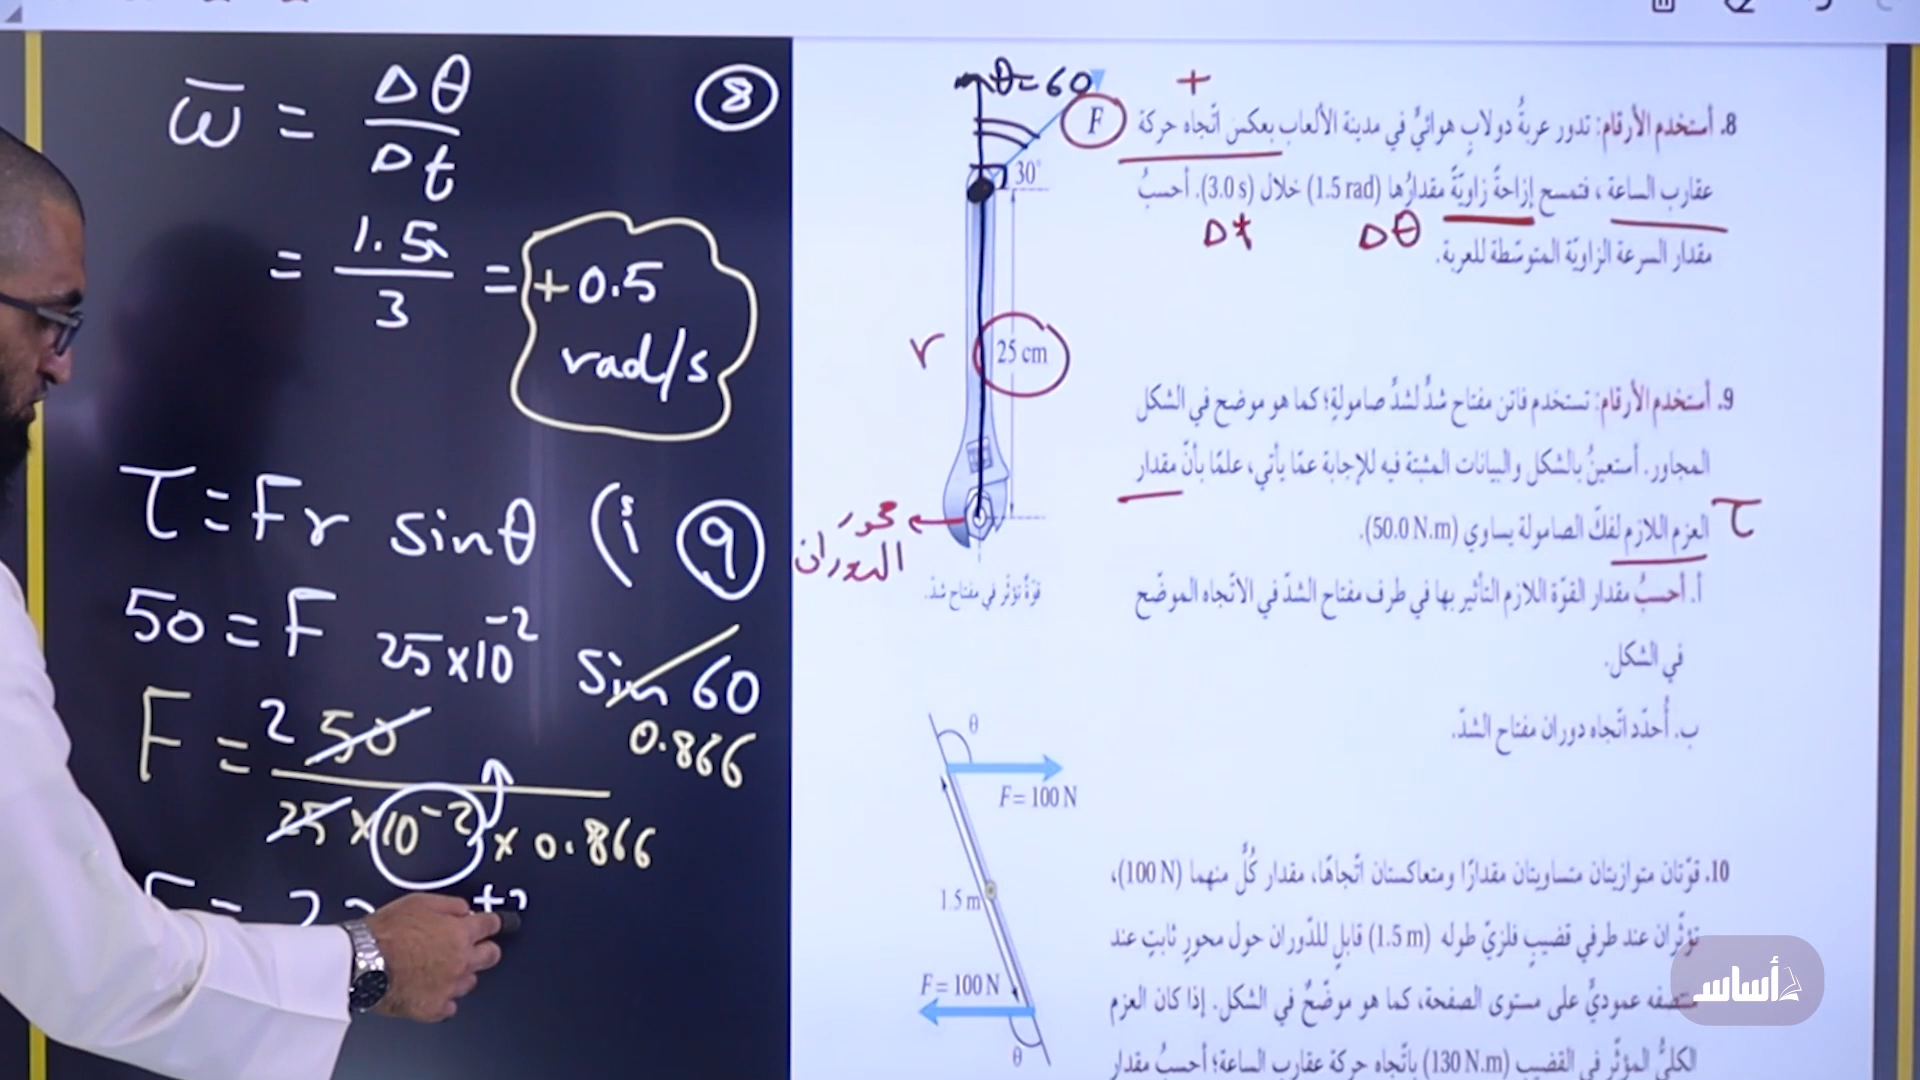 8
ω̄ = Δθ / Δt
= 1.5 / 3 = +0.5 rad/s
9 أ) τ = Fr sinθ
50 = F 25×10⁻² sin 60
0.866
F = 2 50 / 25 × 10⁻² × 0.866
θ=60
+
F
30°
r
25 cm
محور
الدوران
قوّة تؤثّر في مفتاح شدّ.
8. أستخدم الأرقام: تدور عربةُ دولابٍ هوائيٍّ في مدينة الألعاب بعكس اتّجاه حركة
عقارب الساعة، فتمسح إزاحةً زاويّةً مقدارُها (1.5 rad) خلال (3.0 s). أحسبُ
Δt Δθ
مقدار السرعة الزاويّة المتوسّطة للعربة.
9. أستخدم الأرقام: تستخدم فاتن مفتاح شدٍّ لشدِّ صامولةٍ؛ كما هو موضح في الشكل
المجاور. أستعينُ بالشكل والبيانات المثبتة فيه للإجابة عمّا يأتي، علمًا بأنّ مقدار
العزم اللازم لفكّ الصامولة يساوي (50.0 N.m).
τ
أ. أحسبُ مقدار القوّة اللازم التأثير بها في طرف مفتاح الشدّ في الاتّجاه الموضّح
في الشكل.
ب. أُحدّد اتّجاه دوران مفتاح الشدّ.
θ
F = 100 N
1.5 m
F = 100 N
θ
10. قوّتان متوازيتان متساويتان مقدارًا ومتعاكستان اتّجاهًا، مقدار كُلٍّ منهما (100 N)،
تؤثّران عند طرفي قضيبٍ فلزيٍّ طوله (1.5 m) قابلٍ للدّوران حول محورٍ ثابتٍ عند
منتصفه عموديٍّ على مستوى الصفحة، كما هو موضّحٌ في الشكل. إذا كان العزم
الكليُّ المؤثّر في القضيب (130 N.m) باتّجاه حركة عقارب الساعة؛ أحسبُ مقدار
أساس